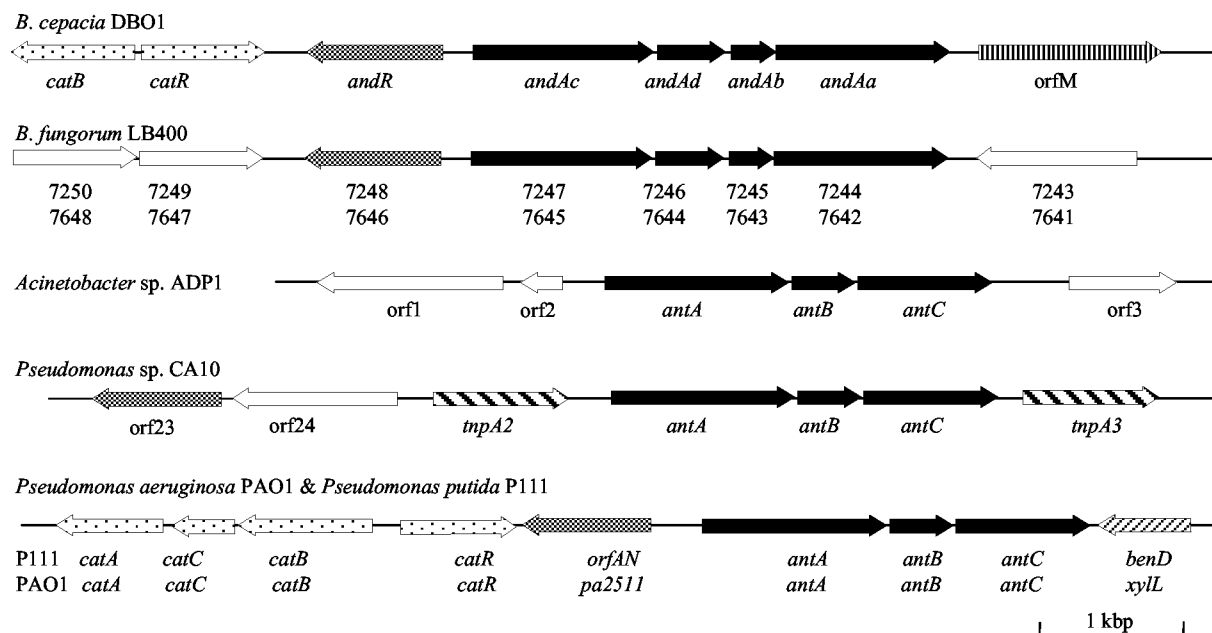 B. cepacia DBO1
catB catR andR andAc andAd andAb andAa orfM
B. fungorum LB400
7250 7249 7248 7247 7246 7245 7244 7243
7648 7647 7646 7645 7644 7643 7642 7641
Acinetobacter sp. ADP1
orf1 orf2 antA antB antC orf3
Pseudomonas sp. CA10
orf23 orf24 tnpA2 antA antB antC tnpA3
Pseudomonas aeruginosa PAO1 & Pseudomonas putida P111
P111 catA catC catB catR orfAN antA antB antC benD
PAO1 catA catC catB catR pa2511 antA antB antC xylL
1 kbp